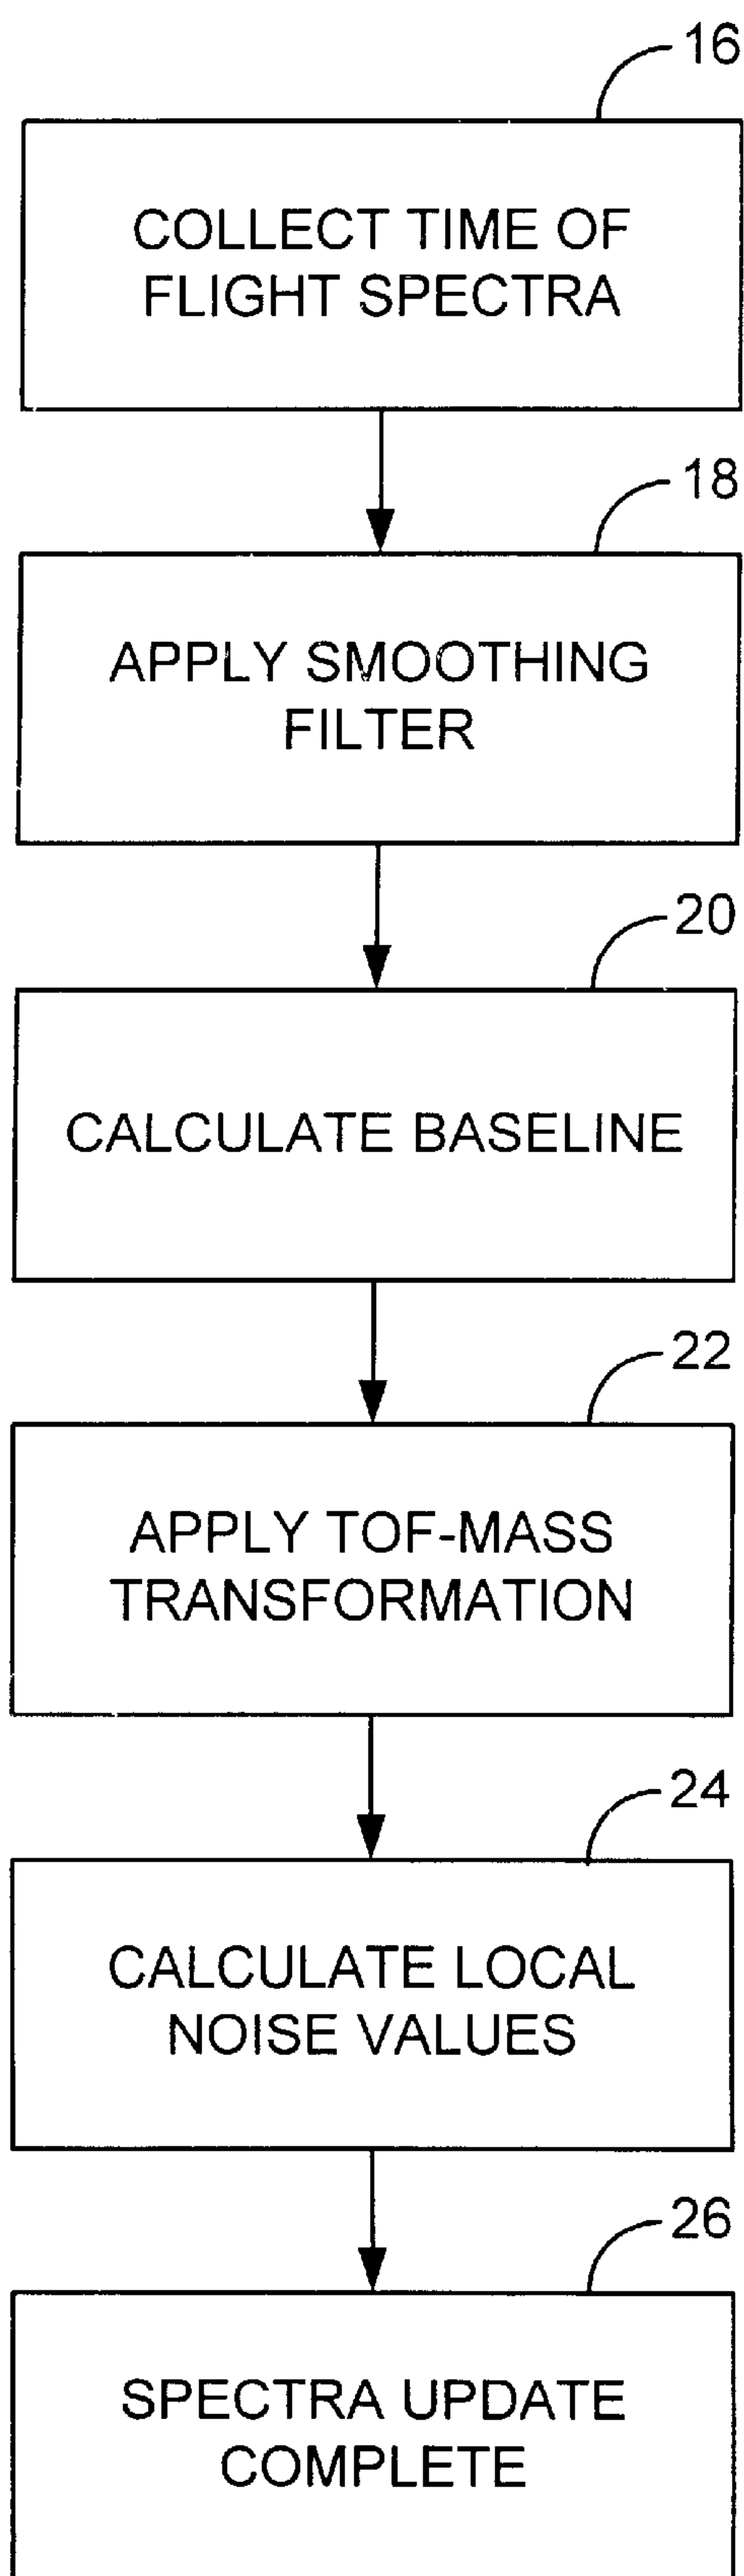 16
COLLECT TIME OF
FLIGHT SPECTRA
18
APPLY SMOOTHING
FILTER
20
CALCULATE BASELINE
22
APPLY TOF-MASS
TRANSFORMATION
24
CALCULATE LOCAL
NOISE VALUES
26
SPECTRA UPDATE
COMPLETE